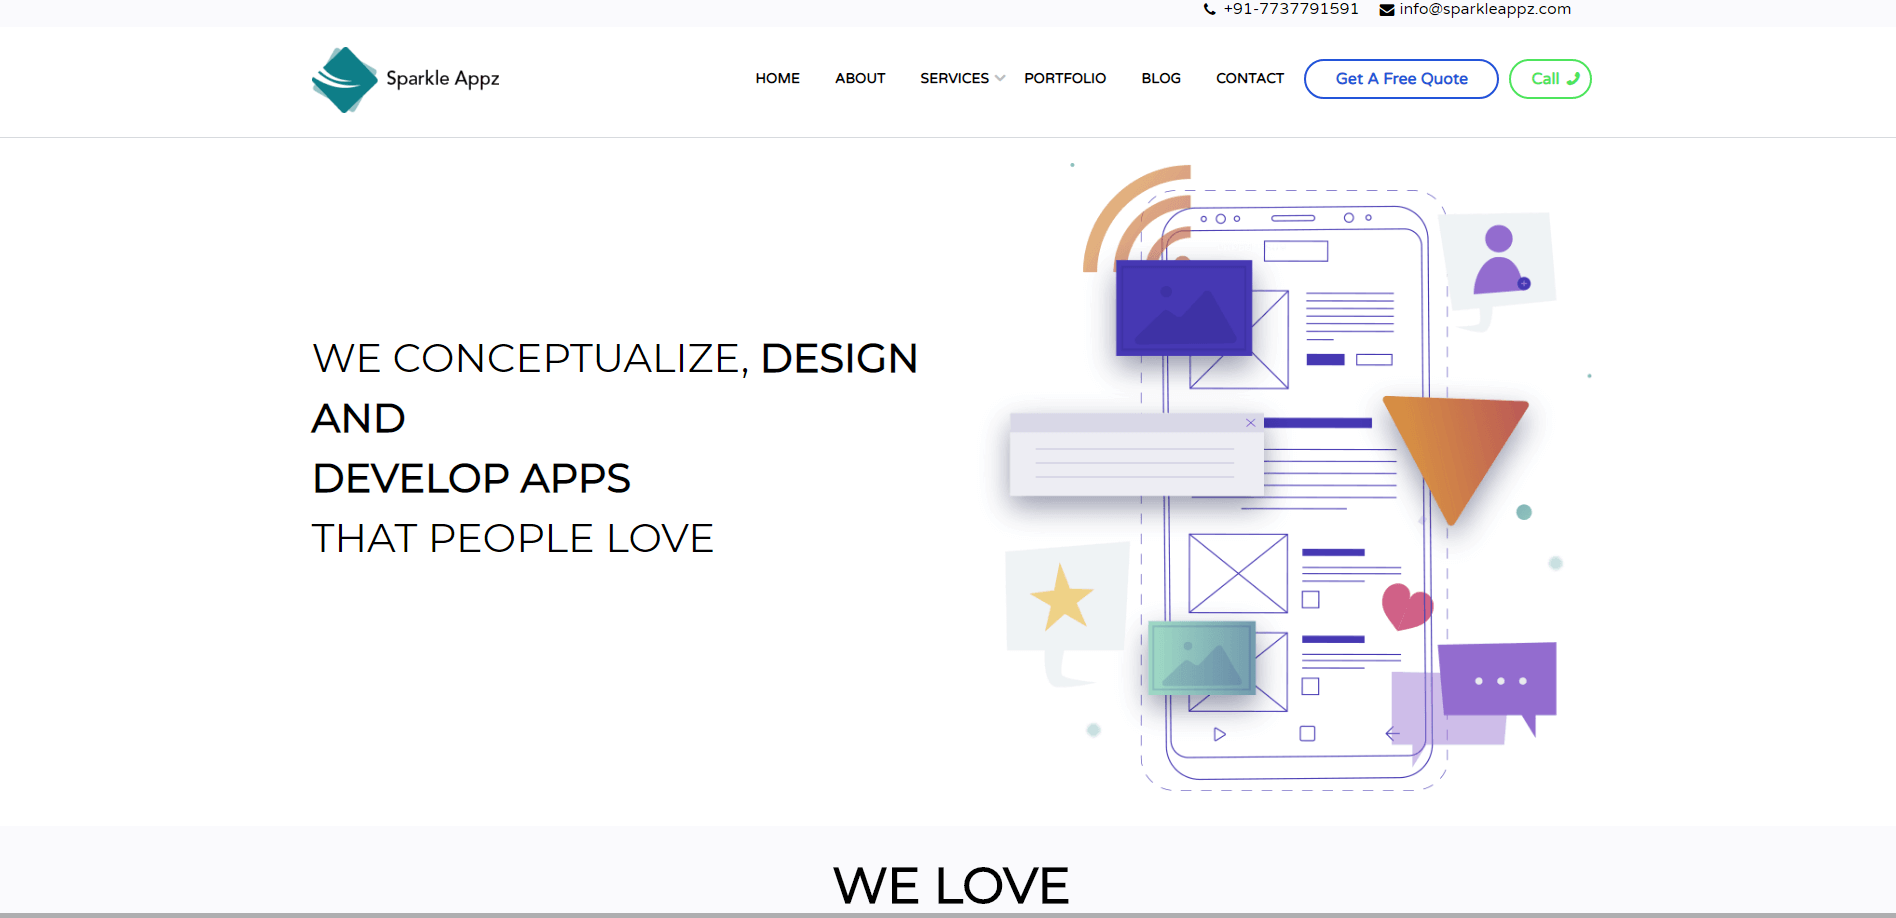 +91-7737791591 info@sparkleappz.com
Sparkle Appz
HOME ABOUT SERVICES PORTFOLIO BLOG CONTACT Get A Free Quote Call
WE CONCEPTUALIZE, DESIGN
AND
DEVELOP APPS
THAT PEOPLE LOVE
WE LOVE